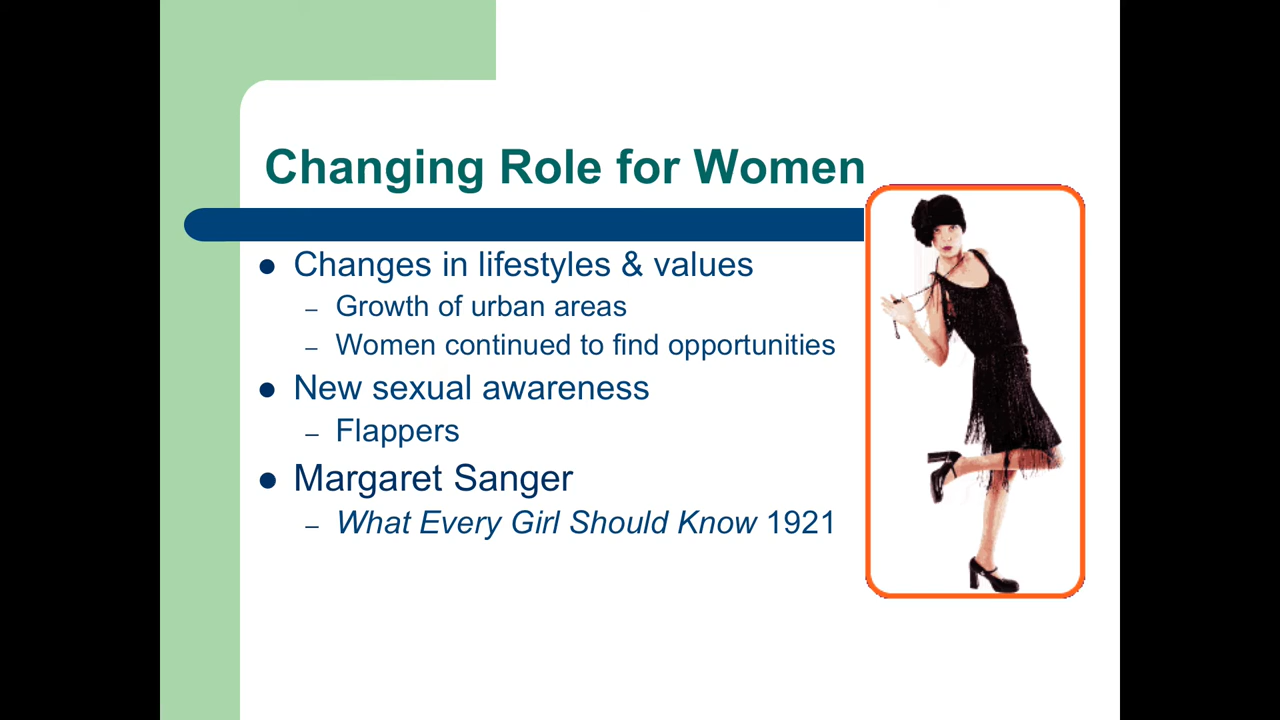 Changing Role for Women
● Changes in lifestyles & values
– Growth of urban areas
– Women continued to find opportunities
● New sexual awareness
– Flappers
● Margaret Sanger
– What Every Girl Should Know 1921